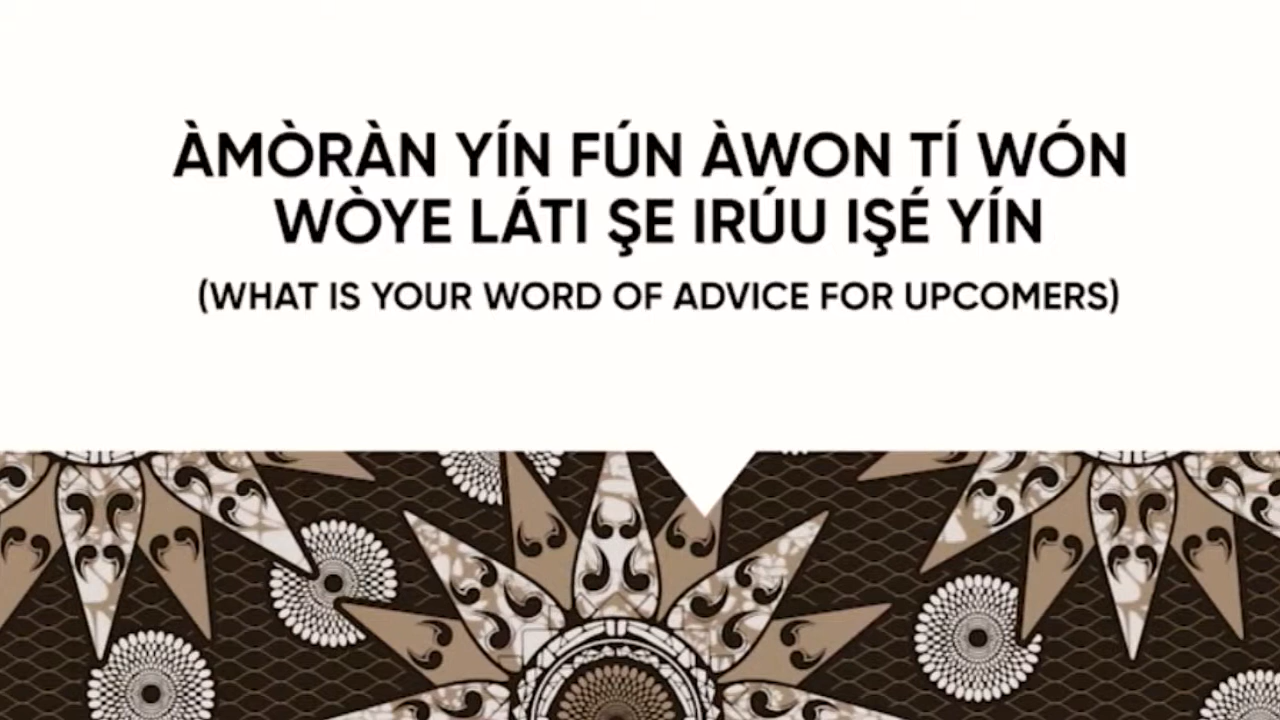 ÀMÒRÀN YÍN FÚN ÀWON TÍ WÓN
WÒYE LÁTI ŞE IRÚU IŞÉ YÍN
(WHAT IS YOUR WORD OF ADVICE FOR UPCOMERS)